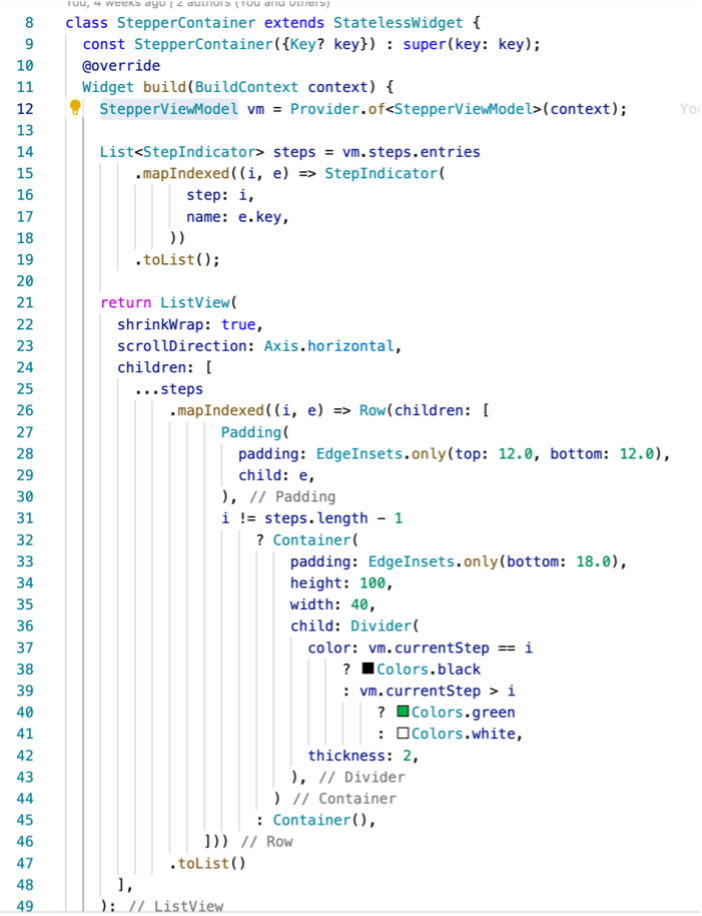 You, 4 weeks ago | 2 authors (You and others)
8 class StepperContainer extends StatelessWidget {
9 const StepperContainer({Key? key}) : super(key: key);
10 @override
11 Widget build(BuildContext context) {
12 StepperViewModel vm = Provider.of<StepperViewModel>(context); You
13
14 List<StepIndicator> steps = vm.steps.entries
15 .mapIndexed((i, e) => StepIndicator(
16 step: i,
17 name: e.key,
18 ))
19 .toList();
20
21 return ListView(
22 shrinkWrap: true,
23 scrollDirection: Axis.horizontal,
24 children: [
25 ...steps
26 .mapIndexed((i, e) => Row(children: [
27 Padding(
28 padding: EdgeInsets.only(top: 12.0, bottom: 12.0),
29 child: e,
30 ), // Padding
31 i != steps.length - 1
32 ? Container(
33 padding: EdgeInsets.only(bottom: 18.0),
34 height: 100,
35 width: 40,
36 child: Divider(
37 color: vm.currentStep == i
38 ? Colors.black
39 : vm.currentStep > i
40 ? Colors.green
41 : Colors.white,
42 thickness: 2,
43 ), // Divider
44 ) // Container
45 : Container(),
46 ])) // Row
47 .toList()
48 ],
49 ); // ListView